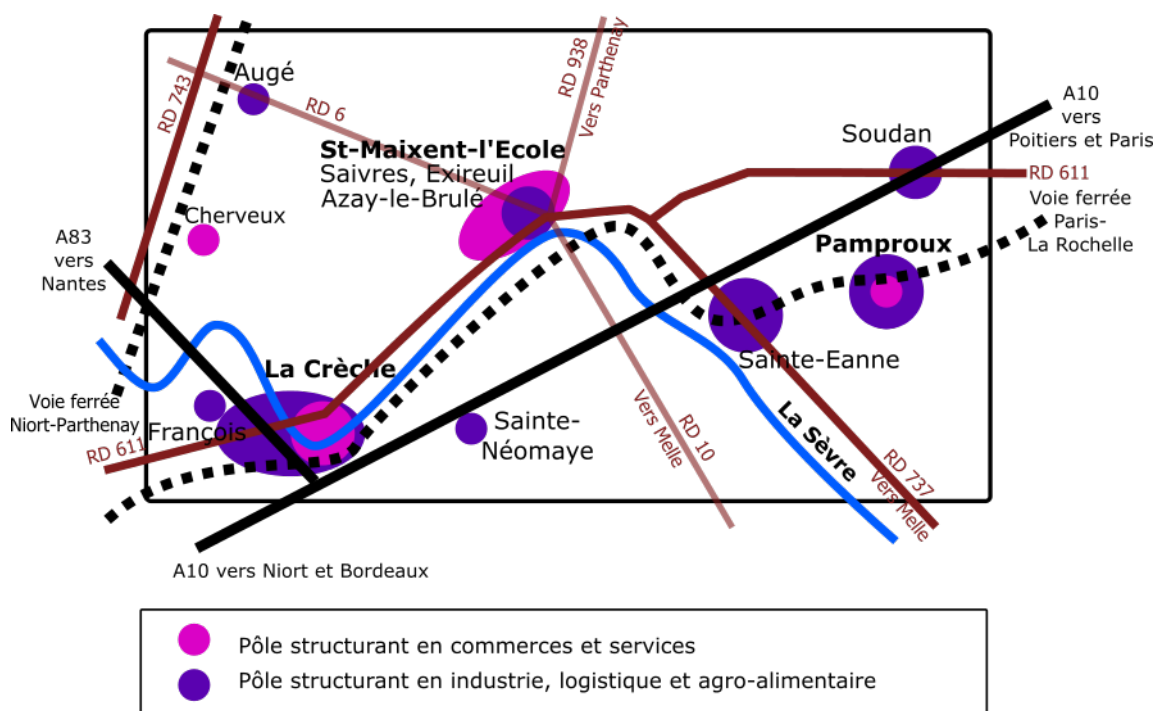 RD 743
Augé
RD 6
RD 938
Vers Parthenay
A10
vers
Poitiers et Paris
Soudan
St-Maixent-l'Ecole
Saivres, Exireuil
Azay-le-Brulé
RD 611
Voie ferrée
Paris-
La Rochelle
Cherveux
A83
vers
Nantes
Pamproux
Sainte-Eanne
La Crèche
Voie ferrée
Niort-Parthenay
François
RD 611
Sainte-
Néomaye
Vers Melle
RD 10
La Sèvre
RD 737
Vers Melle
A10 vers Niort et Bordeaux
Pôle structurant en commerces et services
Pôle structurant en industrie, logistique et agro-alimentaire